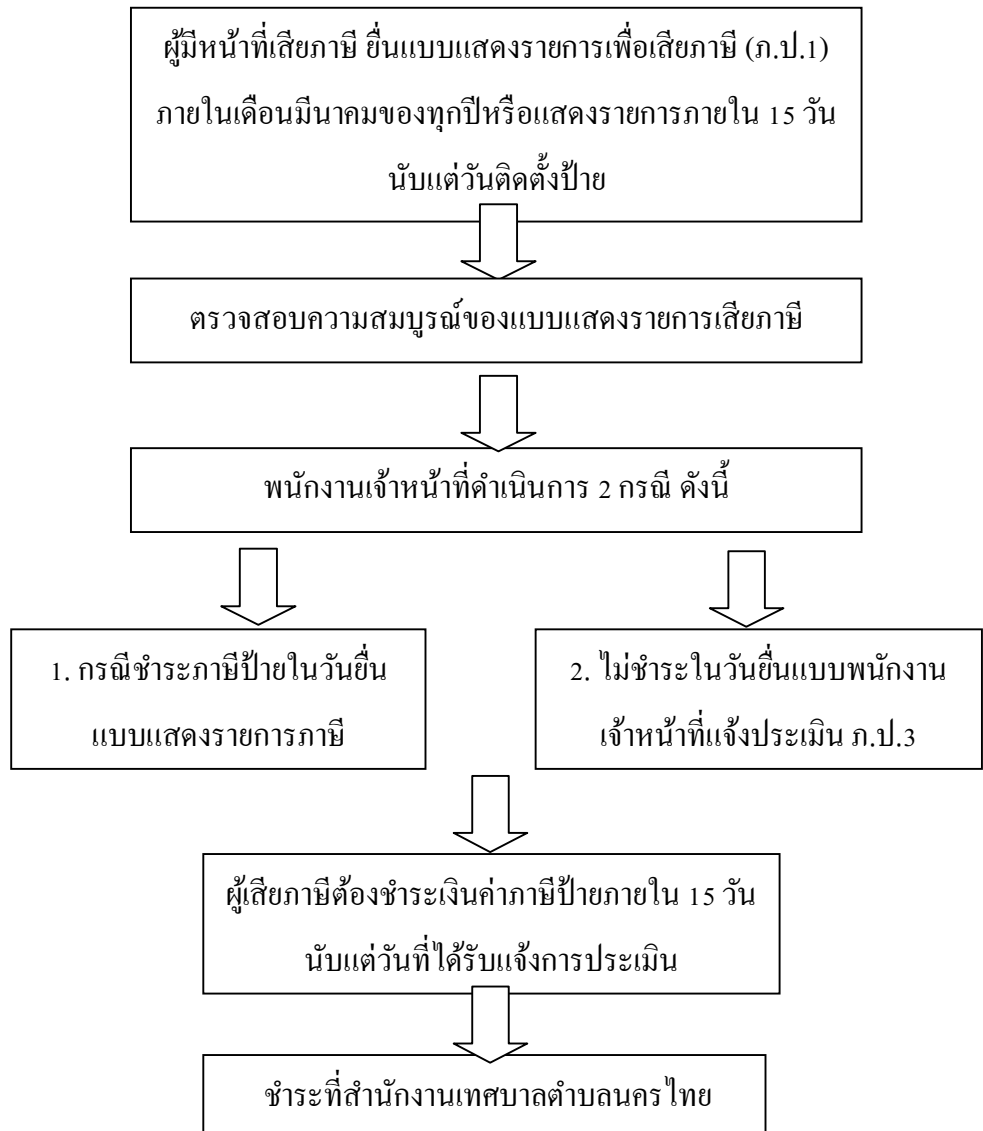 ผู้มีหน้าที่เสียภาษี ยื่นแบบแสดงรายการเพื่อเสียภาษี (ภ.ป.1)
ภายในเดือนมีนาคมของทุกปีหรือแสดงรายการภายใน 15 วัน
นับแต่วันติดตั้งป้าย
ตรวจสอบความสมบูรณ์ของแบบแสดงรายการเสียภาษี
พนักงานเจ้าหน้าที่ดำเนินการ 2 กรณี ดังนี้
1. กรณีชำระภาษีป้ายในวันยื่น
แบบแสดงรายการภาษี
2. ไม่ชำระในวันยื่นแบบพนักงาน
เจ้าหน้าที่แจ้งประเมิน ภ.ป.3
ผู้เสียภาษีต้องชำระเงินค่าภาษีป้ายภายใน 15 วัน
นับแต่วันที่ได้รับแจ้งการประเมิน
ชำระที่สำนักงานเทศบาลตำบลนครไทย